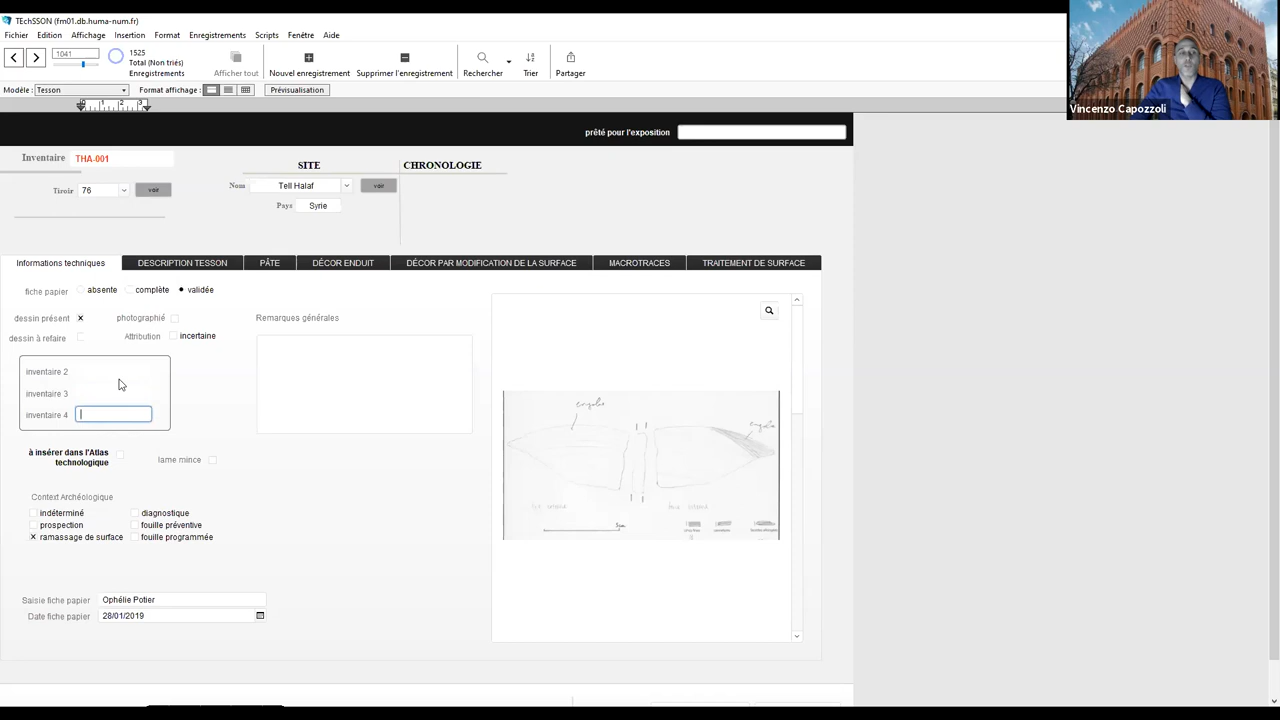 TEchSSON (fm01.db.huma-num.fr)
Fichier Edition Affichage Insertion Format Enregistrements Scripts Fenêtre Aide
1041
1525
Total (Non triés)
Enregistrements
Afficher tout
Nouvel enregistrement
Supprimer l'enregistrement
Rechercher
Trier
Partager
Modèle : Tesson Format affichage : Prévisualisation
1 2 3
Vincenzo Capozzoli
prêté pour l'exposition
Inventaire THA-001
SITE
CHRONOLOGIE
Tiroir 76 voir
Nom Tell Halaf voir
Pays Syrie
Informations techniques DESCRIPTION TESSON PÂTE DÉCOR ENDUIT DÉCOR PAR MODIFICATION DE LA SURFACE MACROTRACES TRAITEMENT DE SURFACE
fiche papier absente complète validée
dessin présent photographié
Remarques générales
dessin à refaire Attribution incertaine
inventaire 2
inventaire 3
inventaire 4
engobe
engobe
à insérer dans l'Atlas
technologique
lame mince
Context Archéologique
indéterminé diagnostique
prospection fouille préventive
ramassage de surface fouille programmée
5cm
Saisie fiche papier Ophélie Potier
Date fiche papier 28/01/2019